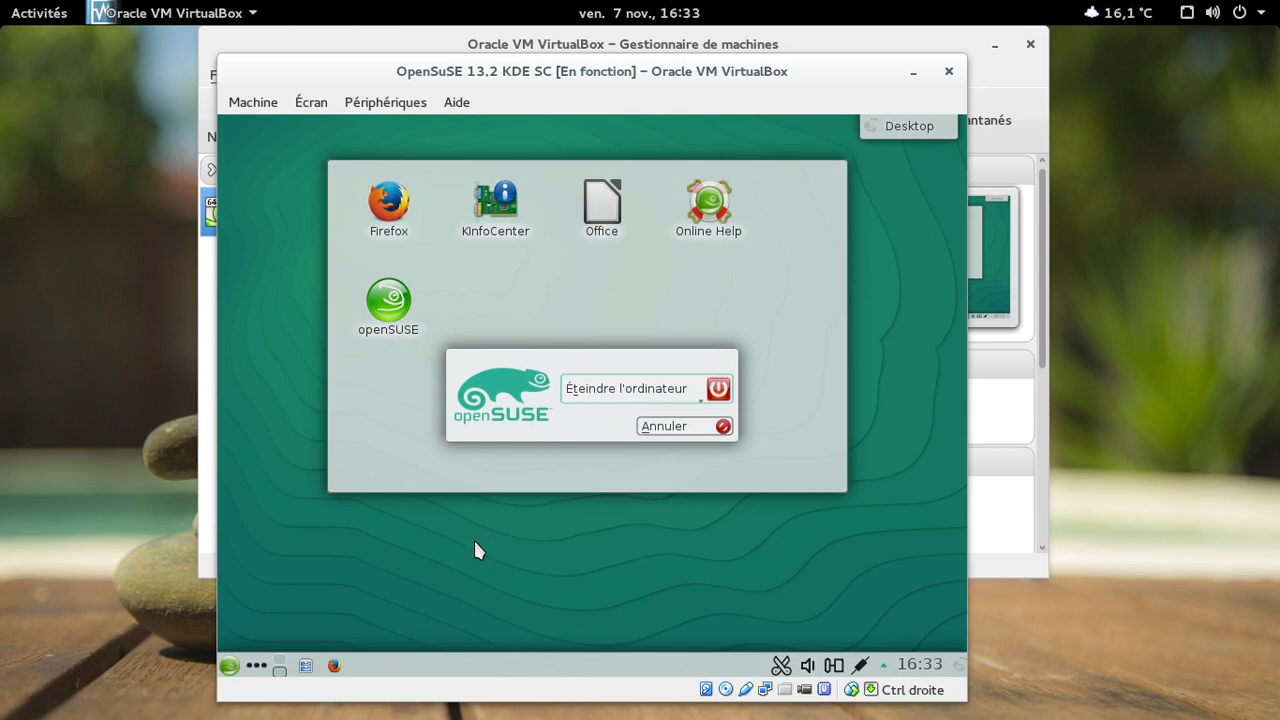 Activités
Oracle VM VirtualBox
ven. 7 nov., 16:33
16,1 °C
Oracle VM VirtualBox – Gestionnaire de machines
OpenSuSE 13.2 KDE SC [En fonction] – Oracle VM VirtualBox
Machine Écran Périphériques Aide
antanés
Desktop
Firefox
KInfoCenter
Office
Online Help
openSUSE
openSUSE
Éteindre l'ordinateur
Annuler
16:33
Ctrl droite